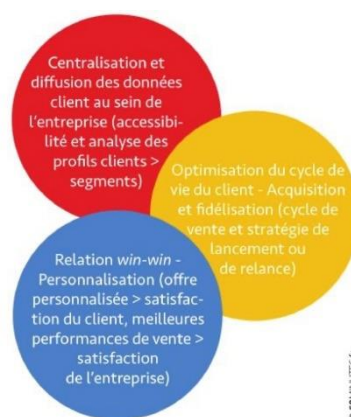 Centralisation et
diffusion des données
client au sein de
l'entreprise (accessibi-
lité et analyse des
profils clients >
segments)
Optimisation du cycle de
vie du client - Acquisition
et fidélisation (cycle de
vente et stratégie de
lancement ou
de relance)
Relation win-win -
Personnalisation (offre
personnalisée > satisfac-
tion du client, meilleures
performances de vente >
satisfaction
de l'entreprise)